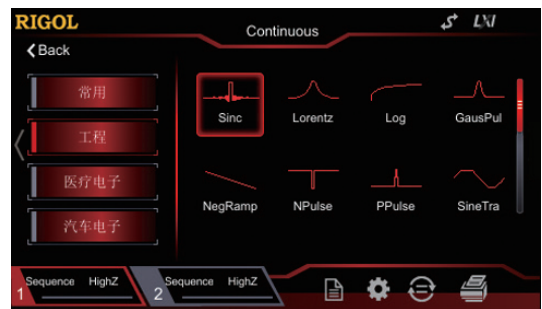 RIGOL
Continuous
LXI
Back
常用
工程
医疗电子
汽车电子
Sinc
Lorentz
Log
GausPul
NegRamp
NPulse
PPulse
SineTra
1
Sequence HighZ
2
Sequence HighZ